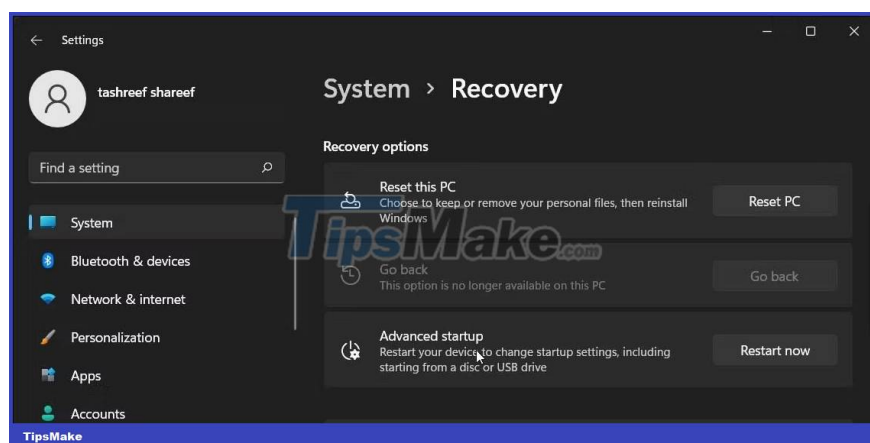 Settings
tashreef shareef
Find a setting
System
Bluetooth & devices
Network & internet
Personalization
Apps
Accounts
System > Recovery
Recovery options
Reset this PC
Choose to keep or remove your personal files, then reinstall
Windows
Reset PC
Go back
This option is no longer available on this PC
Go back
Advanced startup
Restart your device to change startup settings, including
starting from a disc or USB drive
Restart now
TipsMake.com
TipsMake